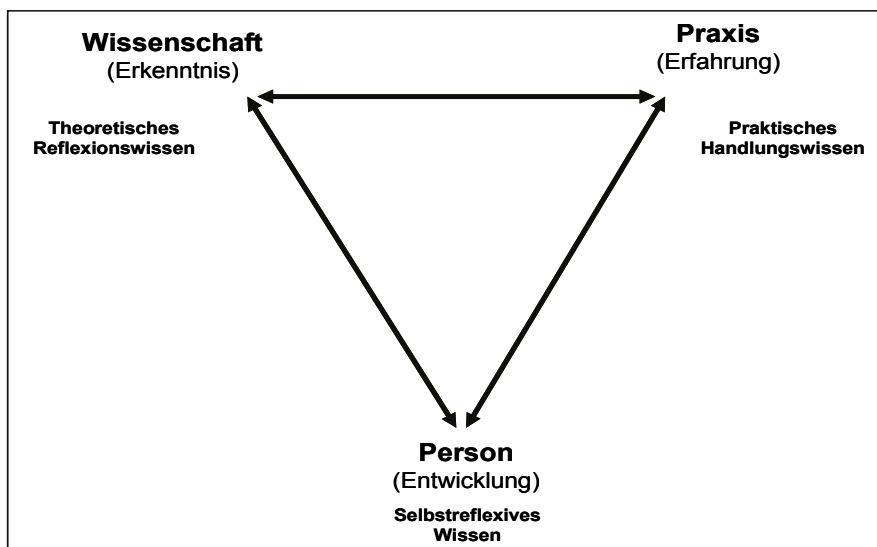 Wissenschaft
(Erkenntnis)
Praxis
(Erfahrung)
Theoretisches
Reflexionswissen
Praktisches
Handlungswissen
Person
(Entwicklung)
Selbstreflexives
Wissen